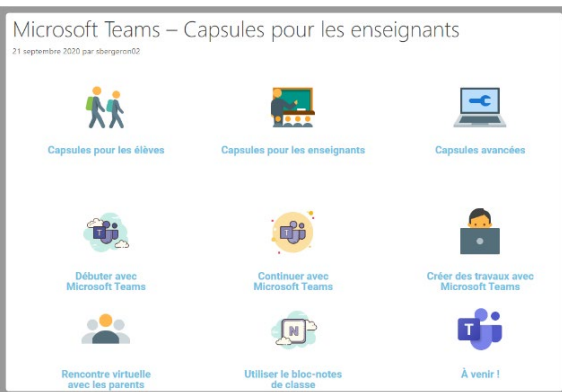 Microsoft Teams – Capsules pour les enseignants
21 septembre 2020 par sbergeron02
Capsules pour les élèves
Capsules pour les enseignants
Capsules avancées
Débuter avec
Microsoft Teams
Continuer avec
Microsoft Teams
Créer des travaux avec
Microsoft Teams
Rencontre virtuelle
avec les parents
N
Utiliser le bloc-notes
de classe
T
À venir !